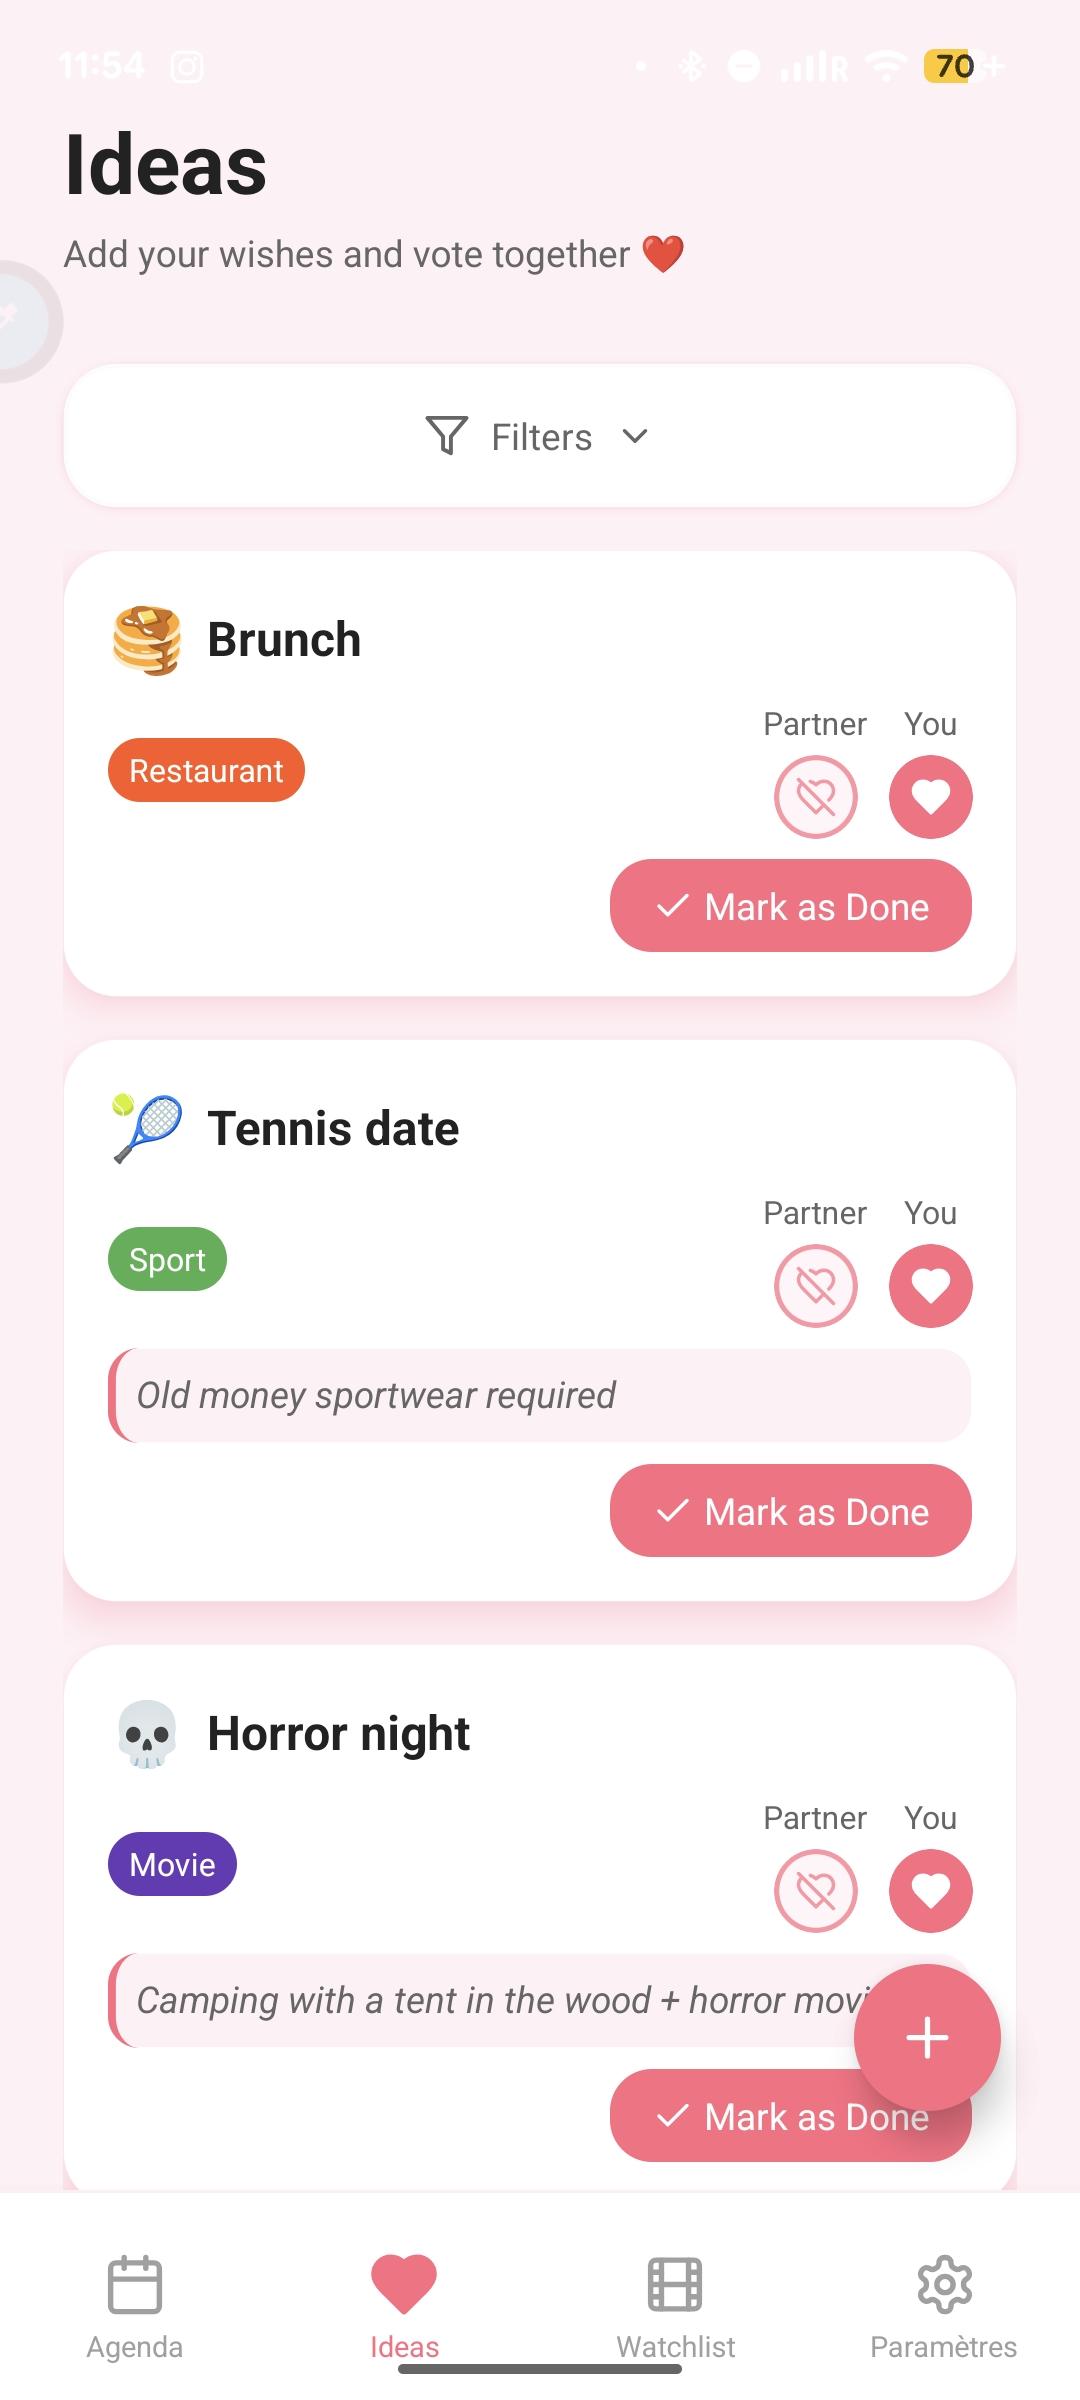 11:54
R
70+
Ideas
Add your wishes and vote together ❤️
Filters
Brunch
Partner You
Restaurant
Mark as Done
Tennis date
Partner You
Sport
Old money sportwear required
Mark as Done
Horror night
Partner You
Movie
Camping with a tent in the wood + horror
Mark as Done
Agenda Ideas Watchlist Paramètres